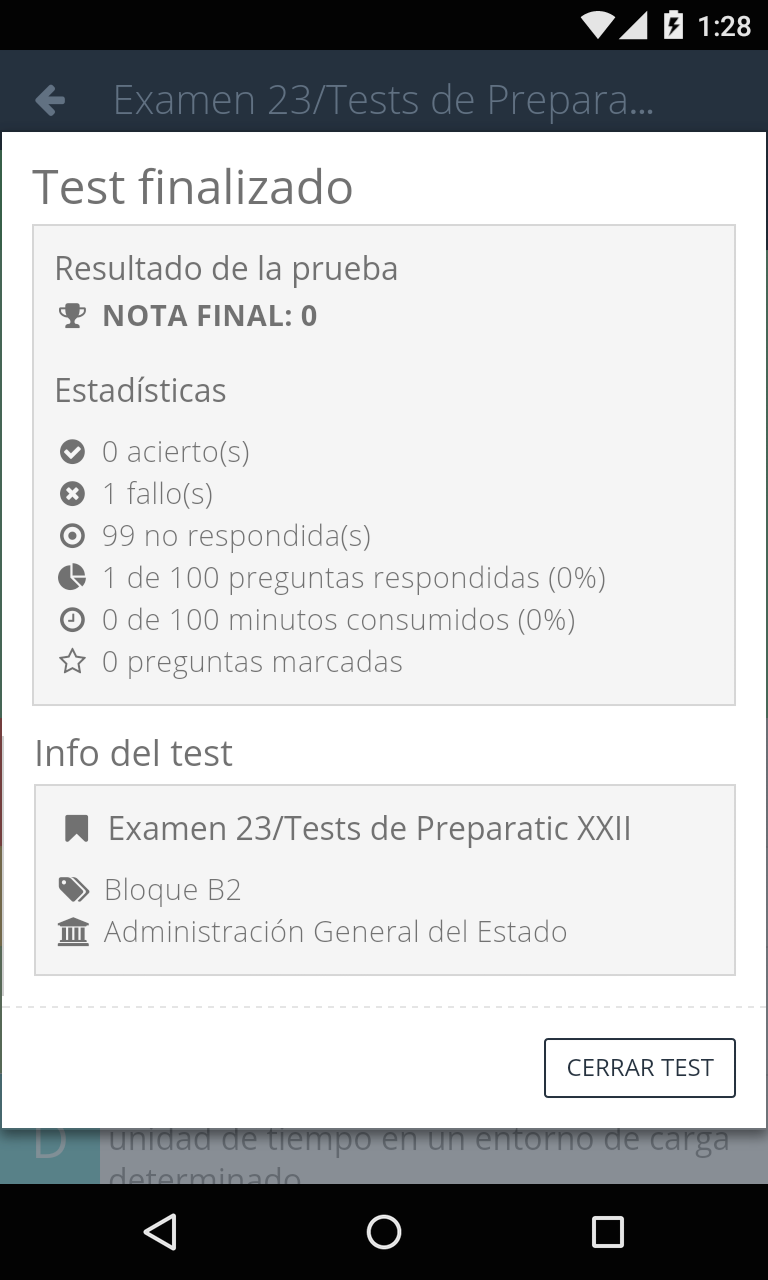 1:28
Examen 23/Tests de Prepara...
Test finalizado
Resultado de la prueba
NOTA FINAL: 0
Estadísticas
0 acierto(s)
1 fallo(s)
99 no respondida(s)
1 de 100 preguntas respondidas (0%)
0 de 100 minutos consumidos (0%)
0 preguntas marcadas
Info del test
Examen 23/Tests de Preparatic XXII
Bloque B2
Administración General del Estado
CERRAR TEST
D
unidad de tiempo en un entorno de carga
determinado